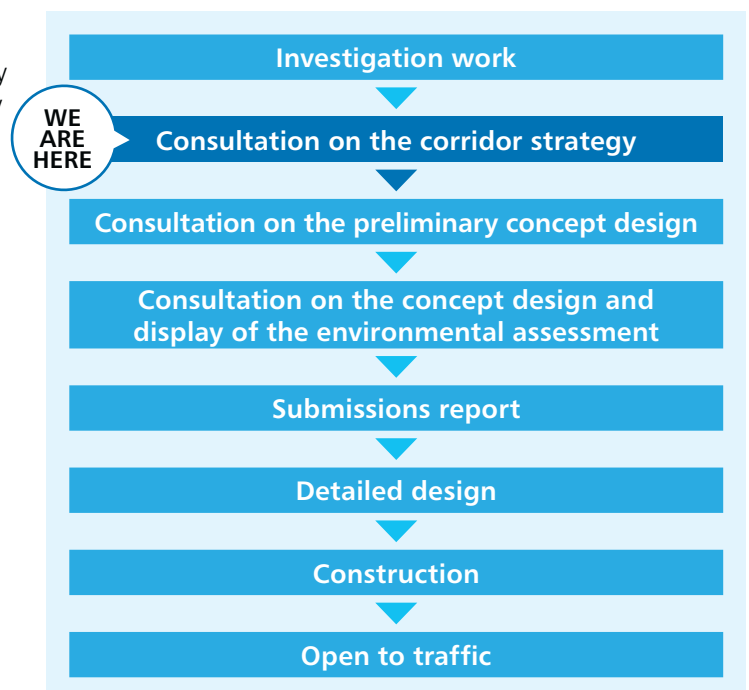 Investigation work
WE
ARE
HERE
Consultation on the corridor strategy
Consultation on the preliminary concept design
Consultation on the concept design and
display of the environmental assessment
Submissions report
Detailed design
Construction
Open to traffic